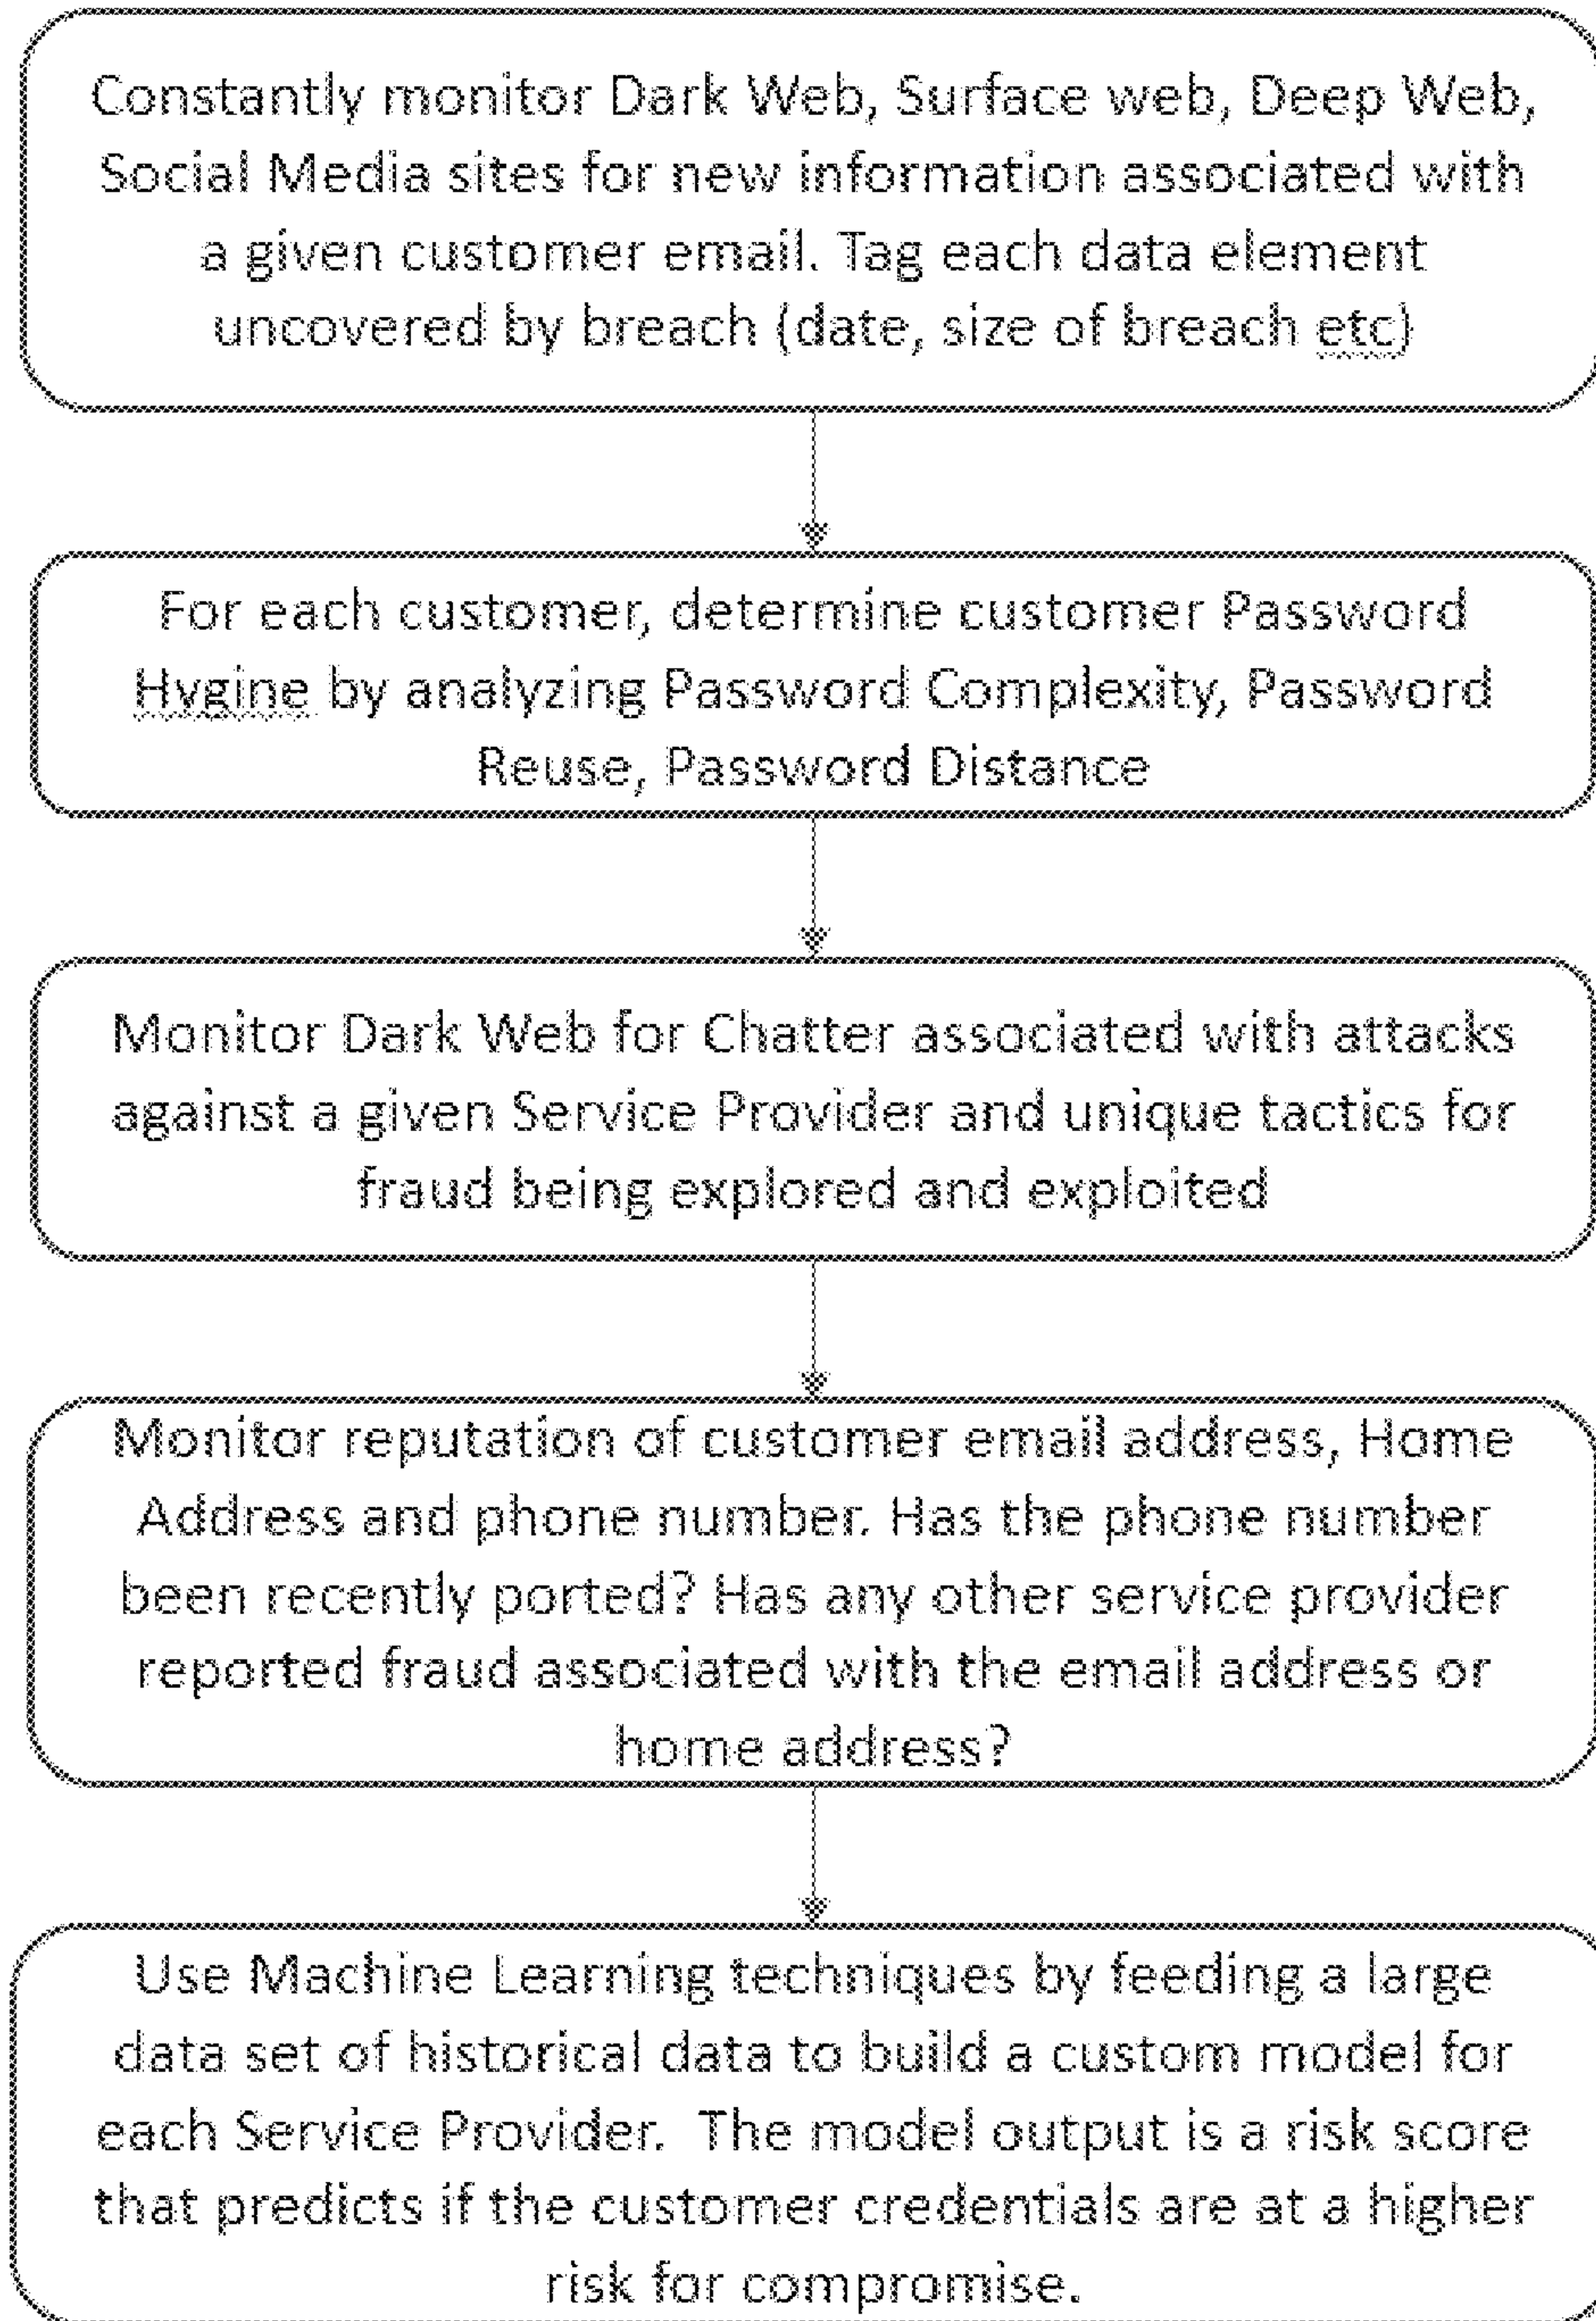 Constantly monitor Dark Web, Surface web, Deep Web,
Social Media sites for new information associated with
a given customer email. Tag each data element
uncovered by breach (date, size of breach etc)
For each customer, determine customer Password
Hygine by analyzing Password Complexity, Password
Reuse, Password Distance
Monitor Dark Web for Chatter associated with attacks
against a given Service Provider and unique tactics for
fraud being explored and exploited
Monitor reputation of customer email address, Home
Address and phone number. Has the phone number
been recently ported? Has any other service provider
reported fraud associated with the email address or
home address?
Use Machine Learning techniques by feeding a large
data set of historical data to build a custom model for
each Service Provider.  The model output is a risk score
that predicts if the customer credentials are at a higher
risk for compromise.